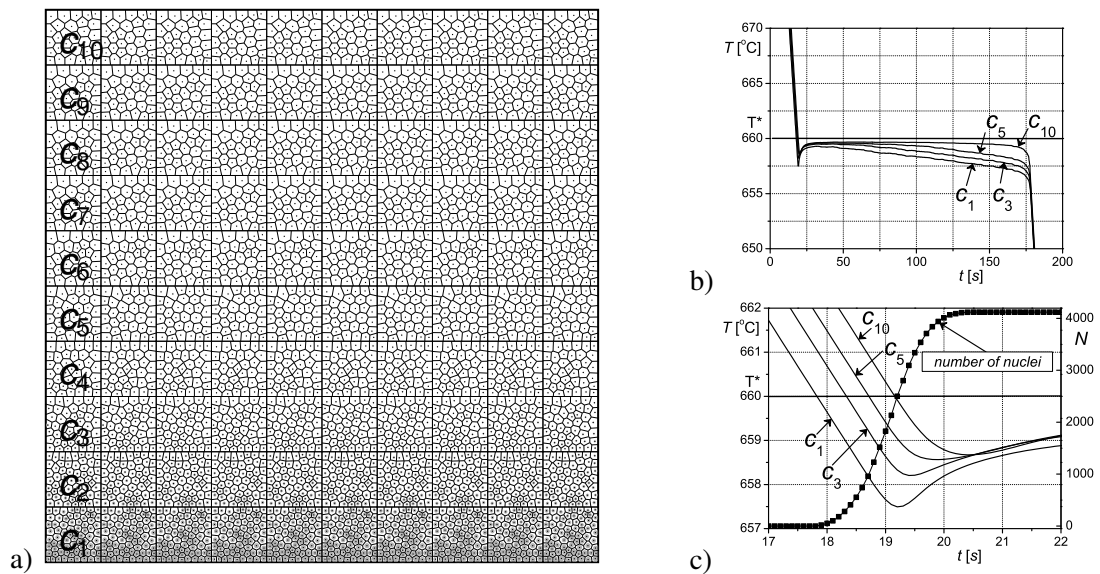 c10
c9
c8
c7
c6
c5
c4
c3
c2
c1
a)
670
T [°C]
665
T*
660
655
650
c5
c10
c1
c3
0
50
100
150
200
t [s]
b)
662
T [°C]
661
T*
660
659
658
657
c10
c5
c1
c3
number of nuclei
4000
N
3000
2000
1000
0
17
18
19
20
21
22
t [s]
c)